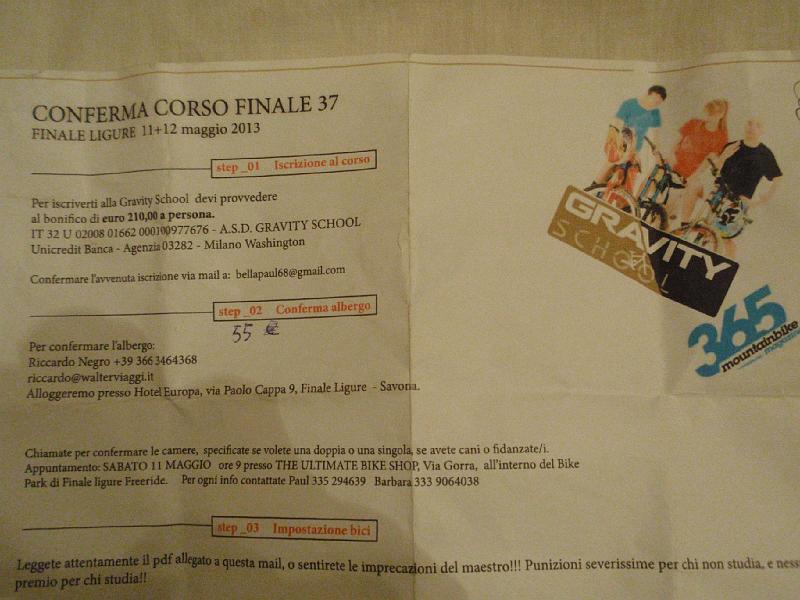 CONFERMA CORSO FINALE 37
FINALE LIGURE 11+12 maggio 2013
step_01 Iscrizione al corso
Per iscriverti alla Gravity School devi provvedere
al bonifico di euro 210,00 a persona.
IT 32 U 02008 01662 000100977676 - A.S.D. GRAVITY SCHOOL
Unicredit Banca - Agenzia 03282 - Milano Washington
Confermare l'avvenuta iscrizione via mail a: bellapaul68@gmail.com
step_02 Conferma albergo
55 €
Per confermare l'albergo:
Riccardo Negro +39 366 3464368
riccardo@walterviaggi.it
Alloggeremo presso Hotel Europa, via Paolo Cappa 9, Finale Ligure - Savona.
Chiamate per confermare le camere, specificate se volete una doppia o una singola, se avete cani o fidanzate/i.
Appuntamento: SABATO 11 MAGGIO ore 9 presso THE ULTIMATE BIKE SHOP, Via Gorra, all'interno del Bike
Park di Finale ligure Freeride. Per ogni info contattate Paul 335 294639 Barbara 333 9064038
step_03 Impostazione bici
Leggete attentamente il pdf allegato a questa mail, o sentirete le imprecazioni del maestro!!! Punizioni severissime per chi non studia, e ness
premio per chi studia!!
GRAVITY
SCHOOL
365
mountainbike
magazine